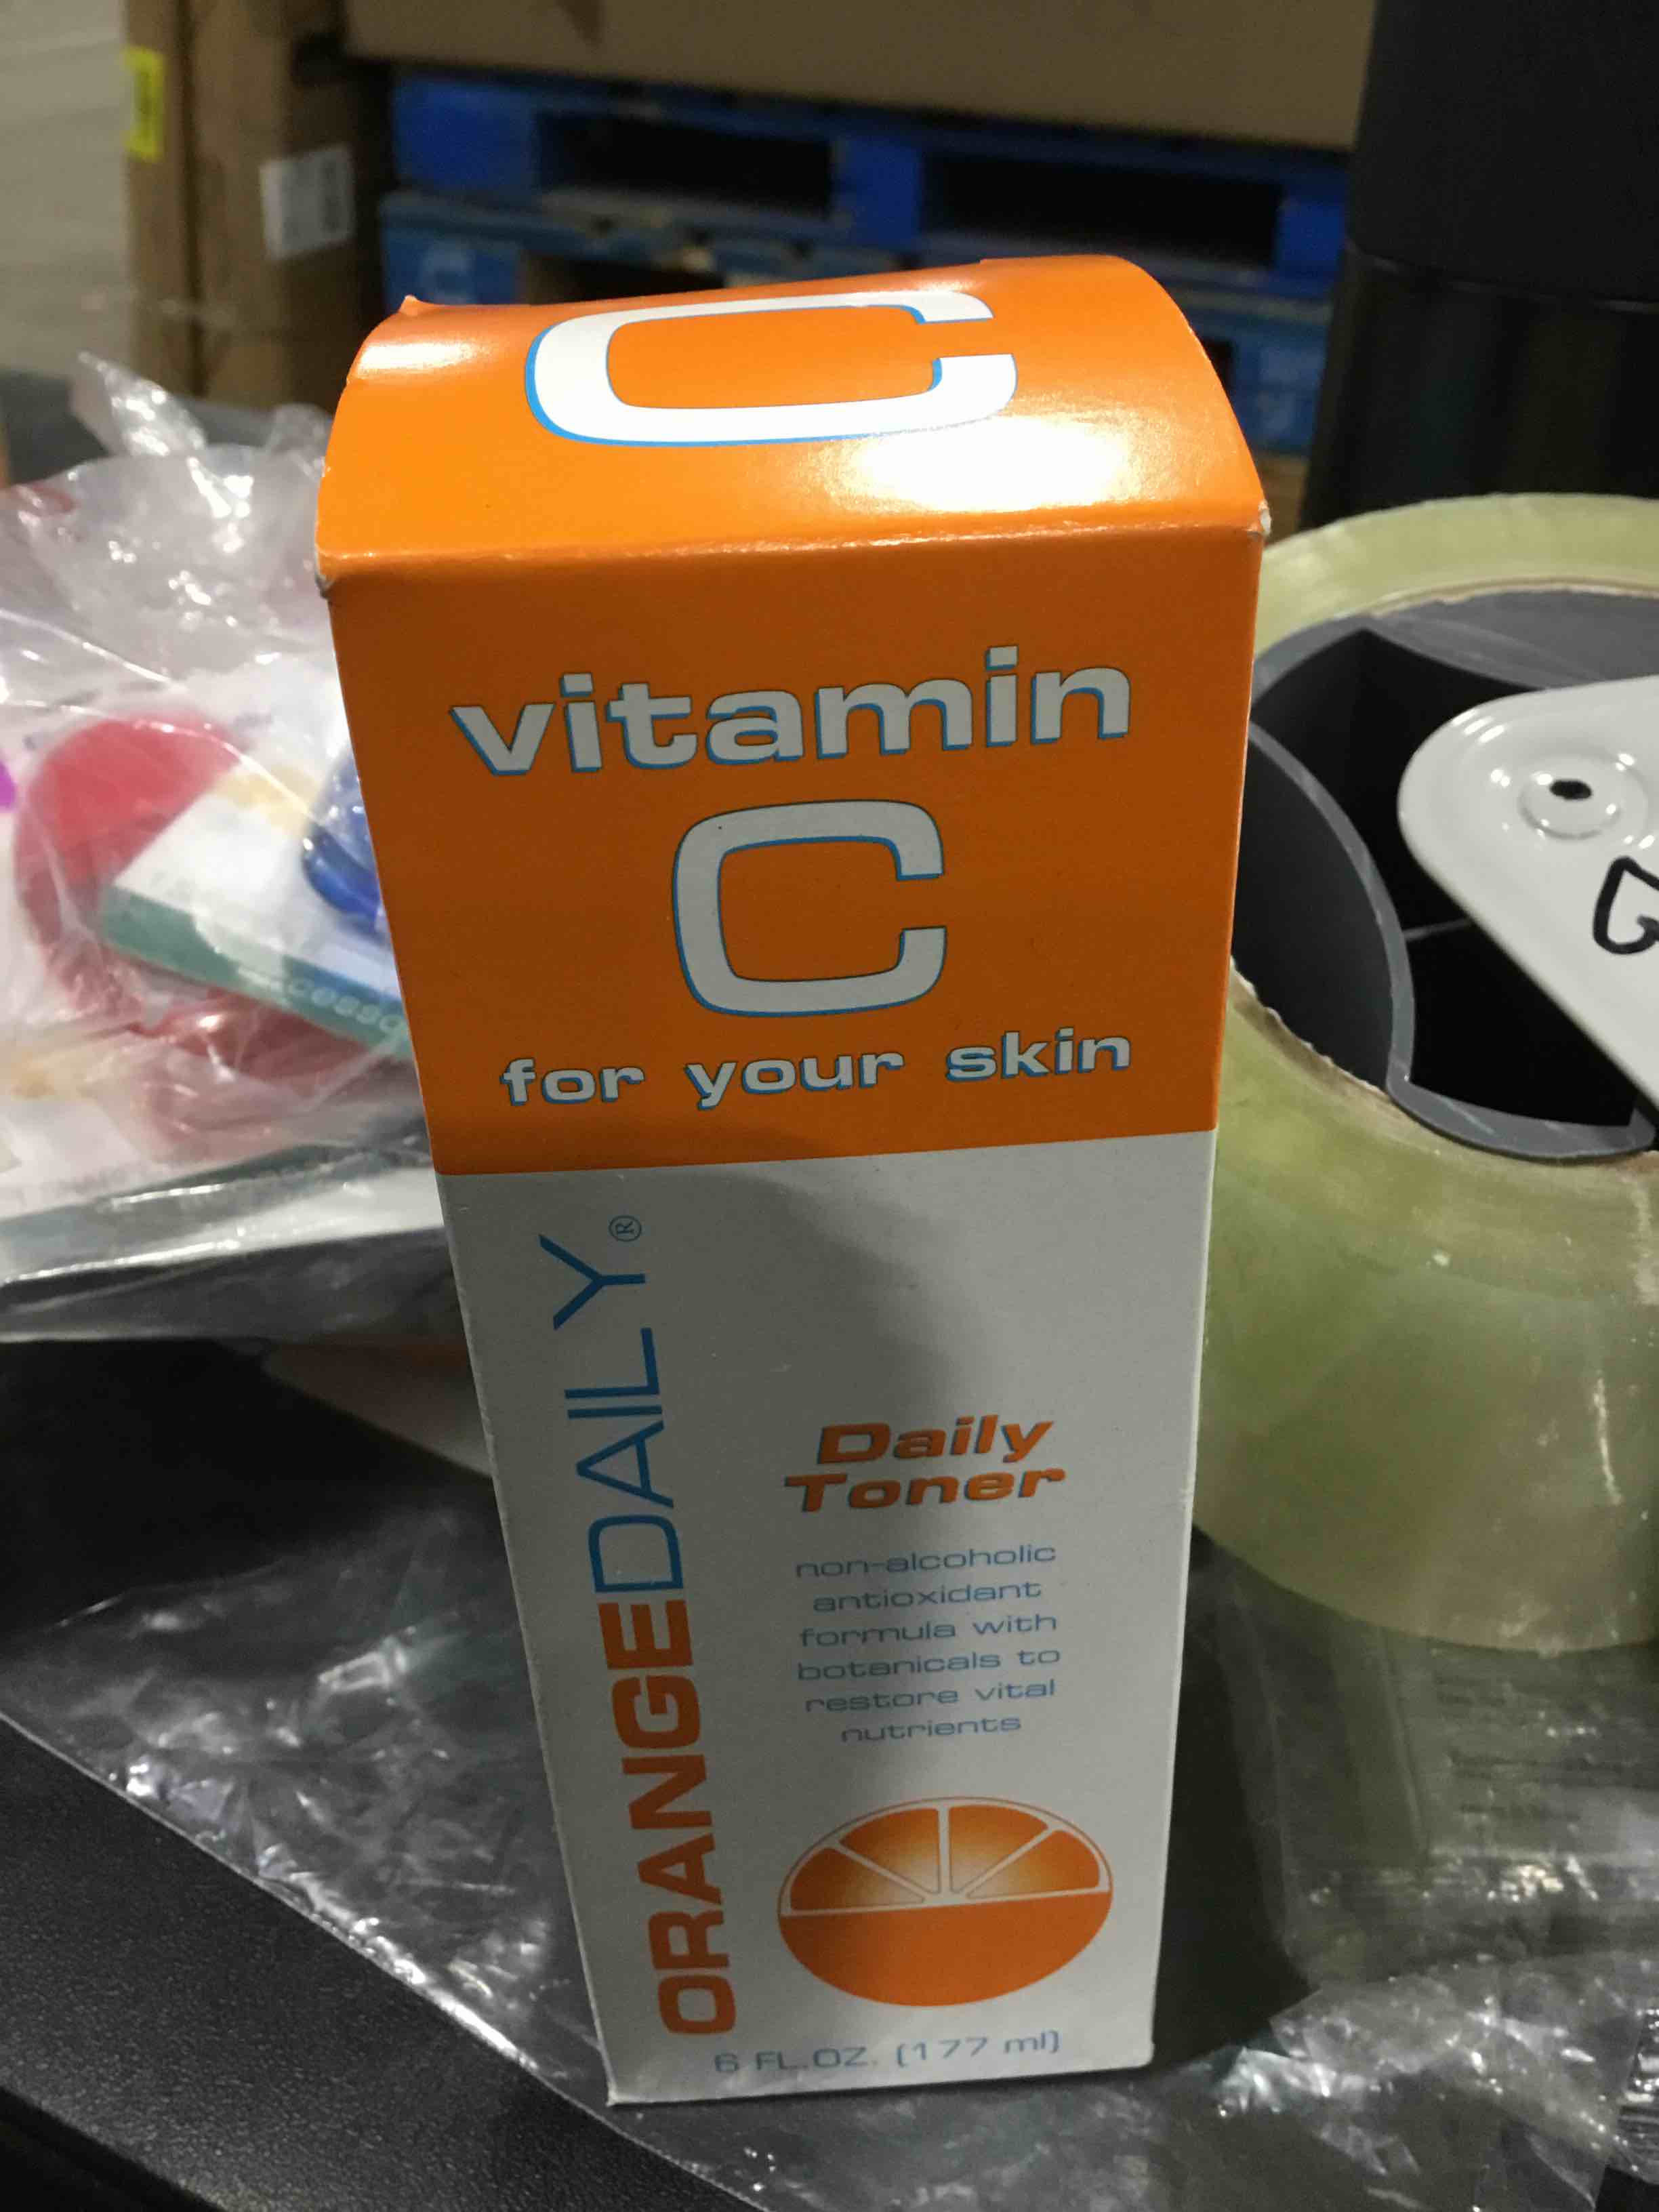 C
vitamin
C
for your skin
ORANGEDAILY®
Daily
Toner
non-alcoholic
antioxidant
formula with
botanicals to
restore vital
nutrients
6 FL.OZ. (177 ml)